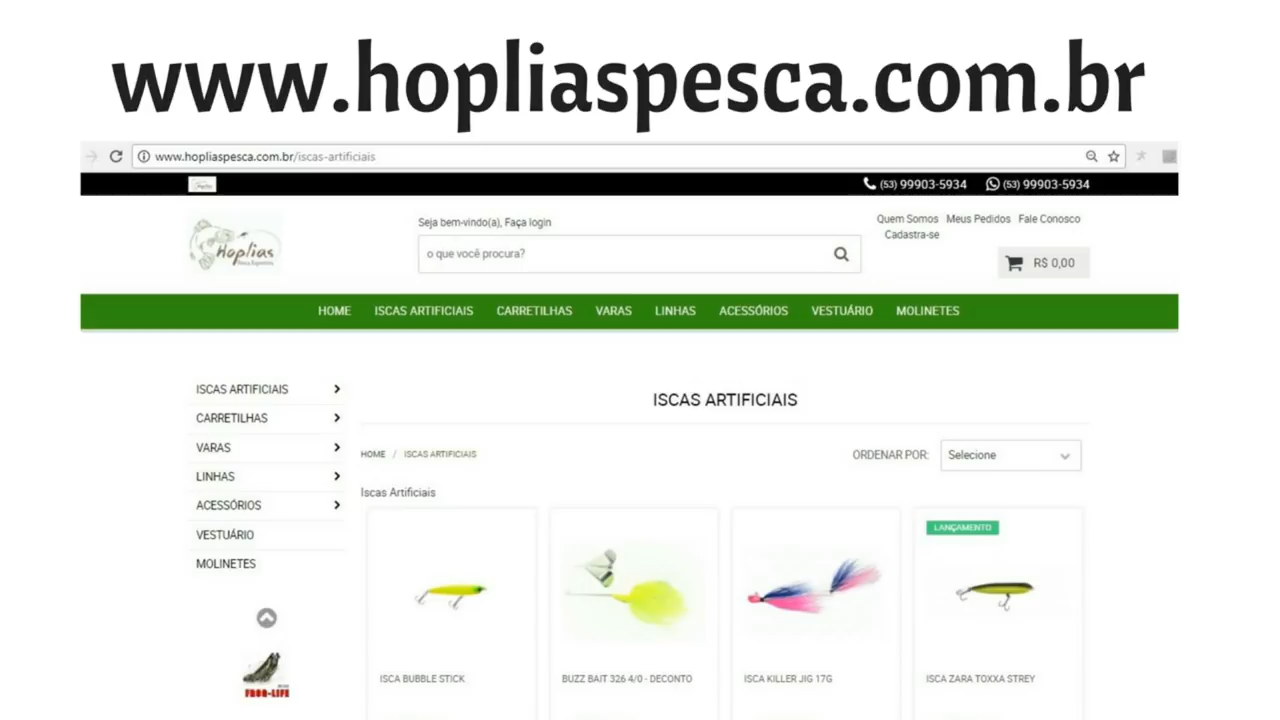 www.hopliaspesca.com.br
www.hopliaspesca.com.br/iscas-artificiais
(53) 99903-5934 (53) 99903-5934
Seja bem-vindo(a), Faça login
Quem Somos Meus Pedidos Fale Conosco
Cadastra-se
Hoplias
o que você procura?
R$ 0,00
HOME ISCAS ARTIFICIAIS CARRETILHAS VARAS LINHAS ACESSÓRIOS VESTUÁRIO MOLINETES
ISCAS ARTIFICIAIS
CARRETILHAS
VARAS
LINHAS
ACESSÓRIOS
VESTUÁRIO
MOLINETES
ISCAS ARTIFICIAIS
HOME / ISCAS ARTIFICIAIS
ORDENAR POR: Selecione
Iscas Artificiais
LANÇAMENTO
ISCA BUBBLE STICK
BUZZ BAIT 326 4/0 - DECONTO
ISCA KILLER JIG 17G
ISCA ZARA TOXXA STREY
FROG-LIFE